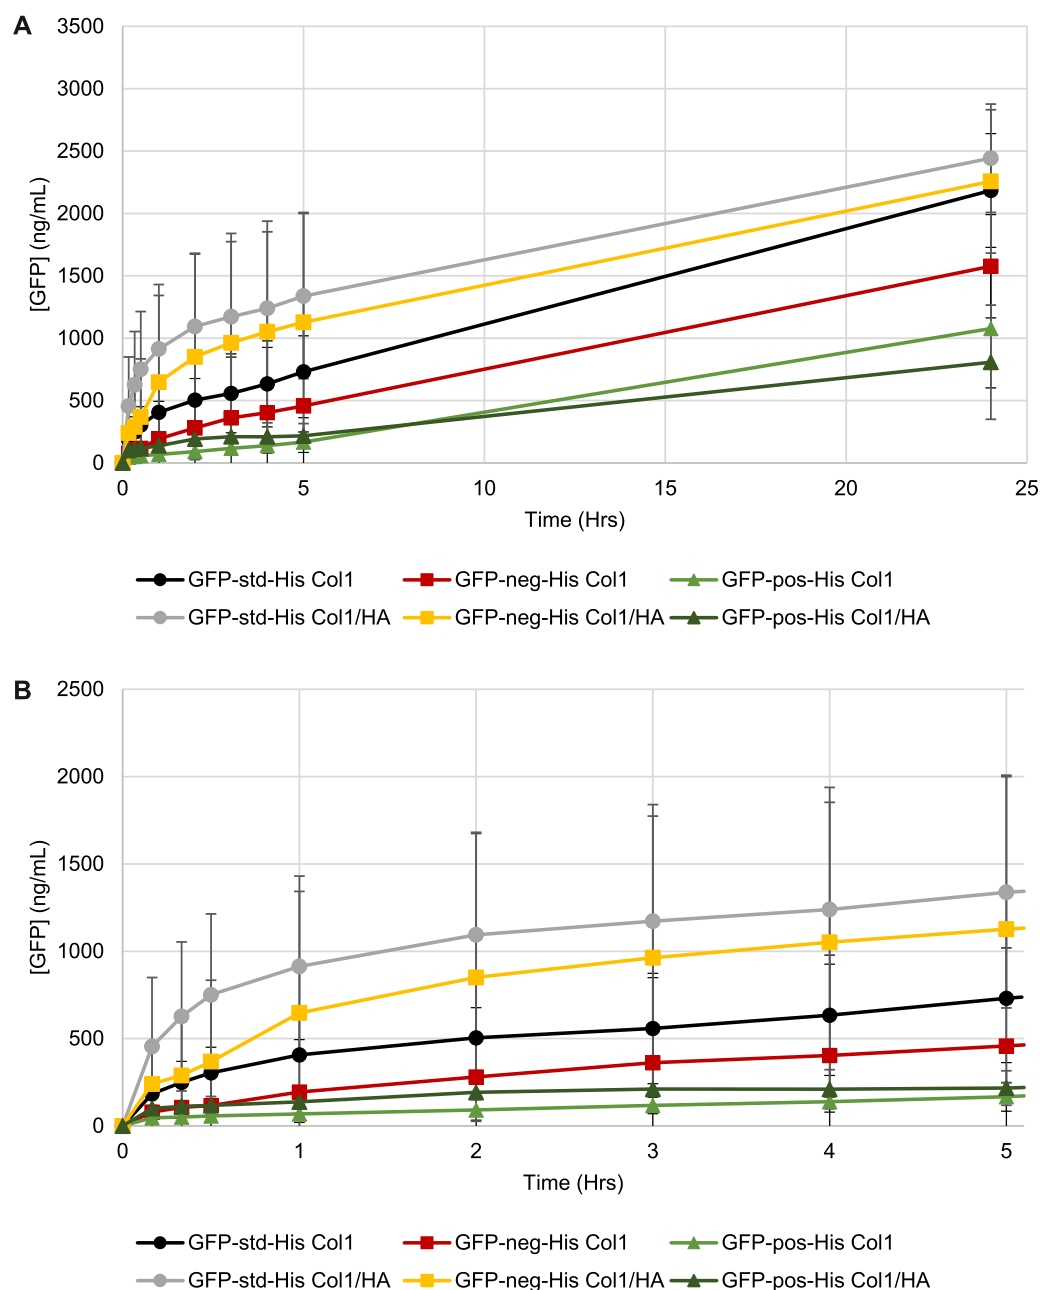 A
3500
3000
2500
2000
1500
1000
500
0
[GFP] (ng/mL)
0 5 10 15 20 25
Time (Hrs)
GFP-std-His Col1 GFP-neg-His Col1 GFP-pos-His Col1
GFP-std-His Col1/HA GFP-neg-His Col1/HA GFP-pos-His Col1/HA
B
2500
2000
1500
1000
500
0
[GFP] (ng/mL)
0 1 2 3 4 5
Time (Hrs)
GFP-std-His Col1 GFP-neg-His Col1 GFP-pos-His Col1
GFP-std-His Col1/HA GFP-neg-His Col1/HA GFP-pos-His Col1/HA